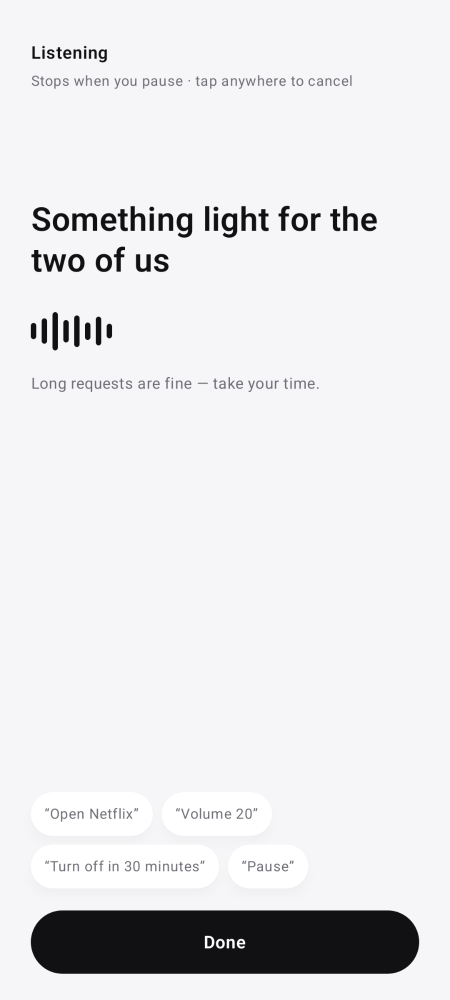 Listening
Stops when you pause · tap anywhere to cancel
Something light for the
two of us
Long requests are fine — take your time.
“Open Netflix” “Volume 20”
“Turn off in 30 minutes” “Pause”
Done